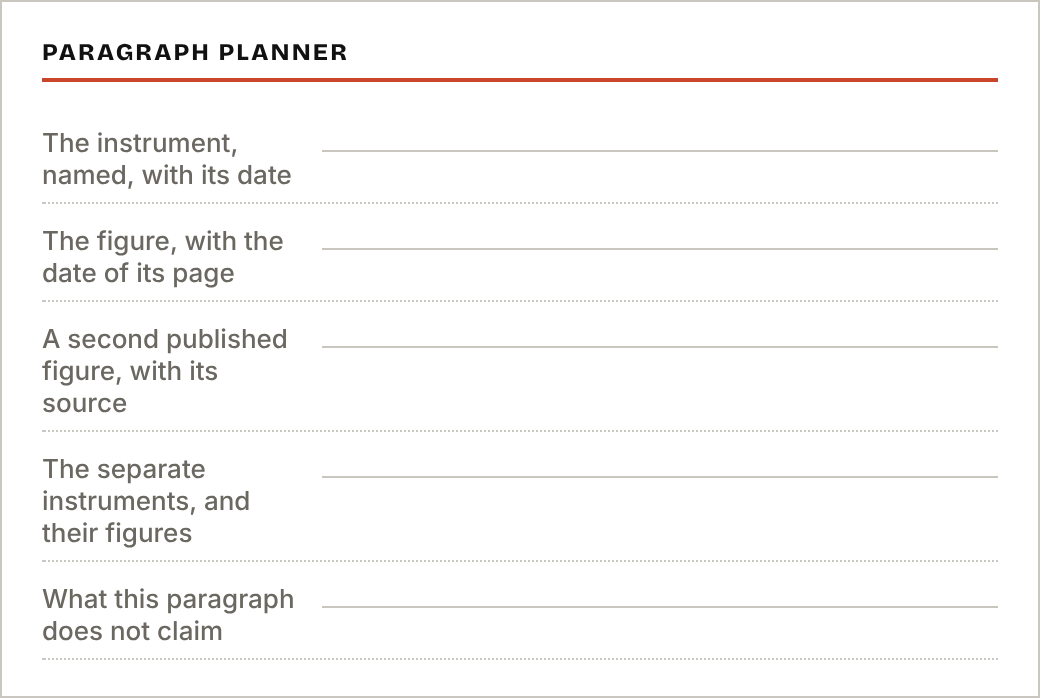 PARAGRAPH PLANNER
The instrument,
named, with its date
The figure, with the
date of its page
A second published
figure, with its
source
The separate
instruments, and
their figures
What this paragraph
does not claim